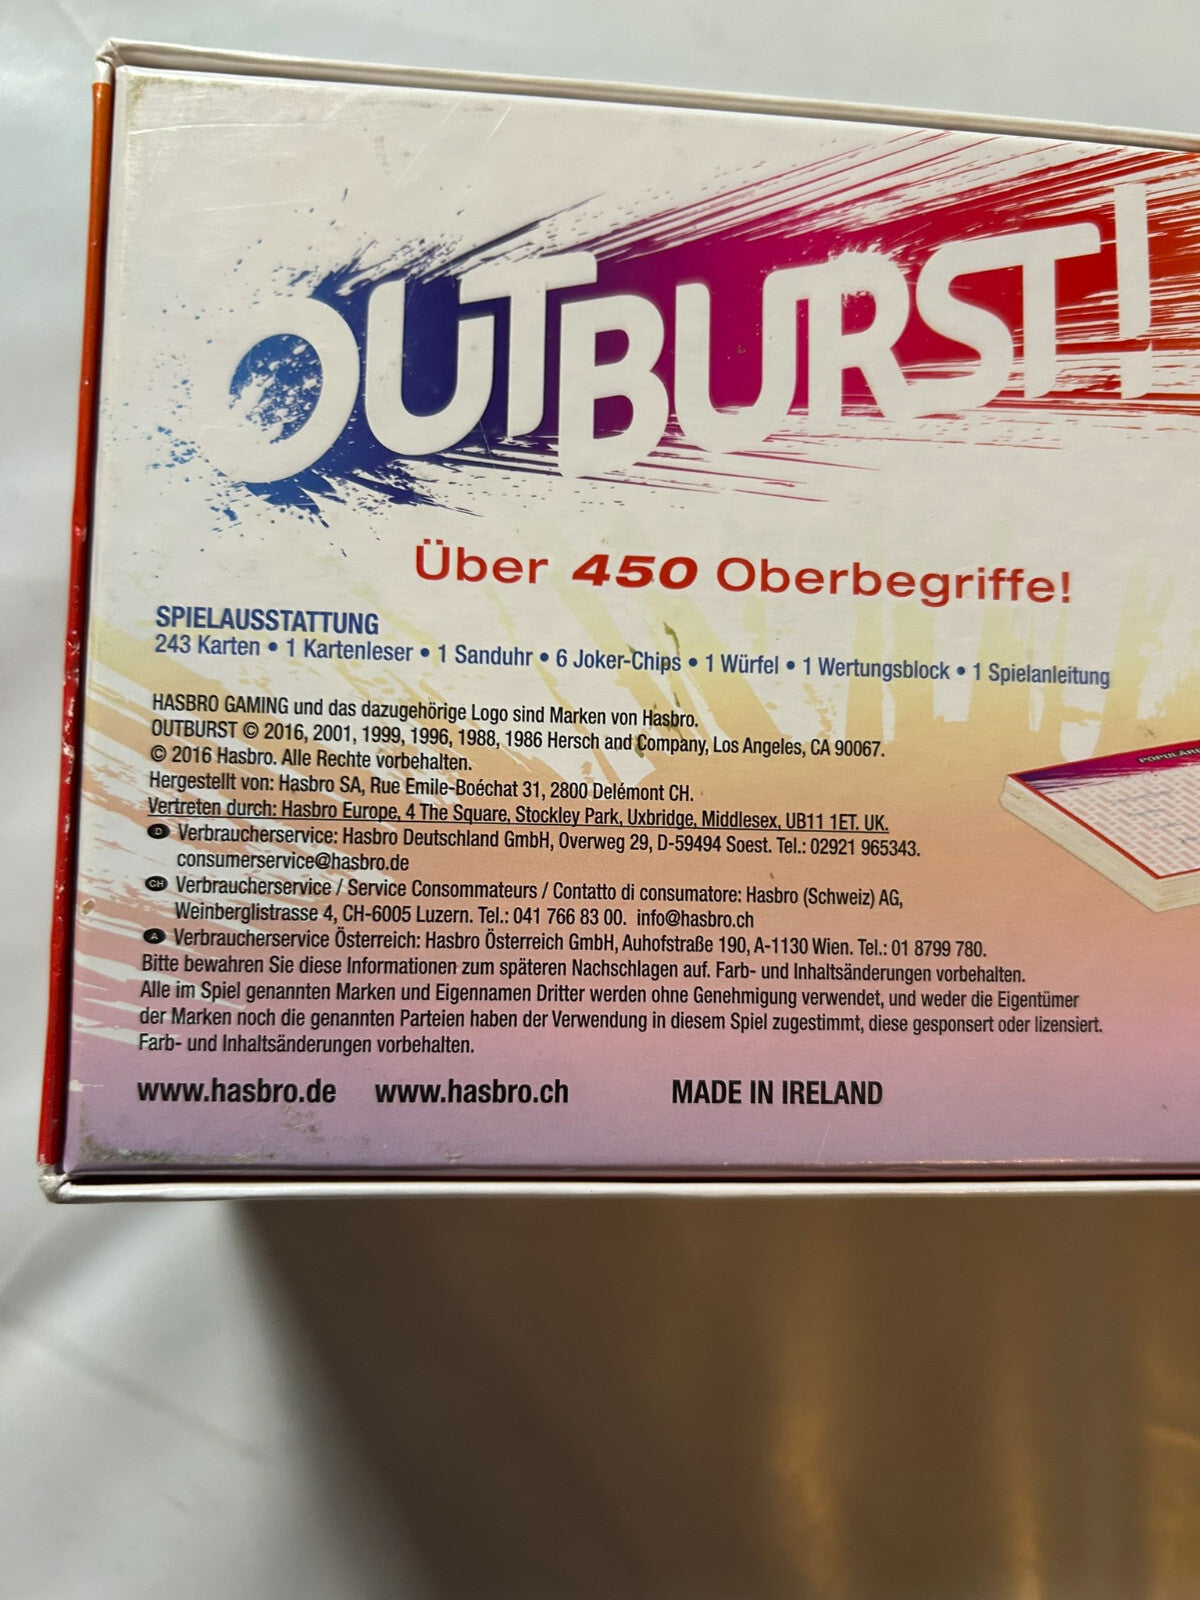 OUTBURST!
Über 450 Oberbegriffe!
SPIELAUSSTATTUNG
243 Karten • 1 Kartenleser • 1 Sanduhr • 6 Joker-Chips • 1 Würfel • 1 Wertungsblock • 1 Spielanleitung
HASBRO GAMING und das dazugehörige Logo sind Marken von Hasbro.
OUTBURST © 2016, 2001, 1999, 1996, 1988, 1986 Hersch and Company, Los Angeles, CA 90067.
© 2016 Hasbro. Alle Rechte vorbehalten.
Hergestellt von: Hasbro SA, Rue Emile-Boéchat 31, 2800 Delémont CH.
Vertreten durch: Hasbro Europe, 4 The Square, Stockley Park, Uxbridge, Middlesex, UB11 1ET. UK.
D Verbraucherservice: Hasbro Deutschland GmbH, Overweg 29, D-59494 Soest. Tel.: 02921 965343.
consumerservice@hasbro.de
CH Verbraucherservice / Service Consommateurs / Contatto di consumatore: Hasbro (Schweiz) AG,
Weinberglistrasse 4, CH-6005 Luzern. Tel.: 041 766 83 00. info@hasbro.ch
A Verbraucherservice Österreich: Hasbro Österreich GmbH, Auhofstraße 190, A-1130 Wien. Tel.: 01 8799 780.
Bitte bewahren Sie diese Informationen zum späteren Nachschlagen auf. Farb- und Inhaltsänderungen vorbehalten.
Alle im Spiel genannten Marken und Eigennamen Dritter werden ohne Genehmigung verwendet, und weder die Eigentümer
der Marken noch die genannten Parteien haben der Verwendung in diesem Spiel zugestimmt, diese gesponsert oder lizensiert.
Farb- und Inhaltsänderungen vorbehalten.
www.hasbro.de www.hasbro.ch MADE IN IRELAND